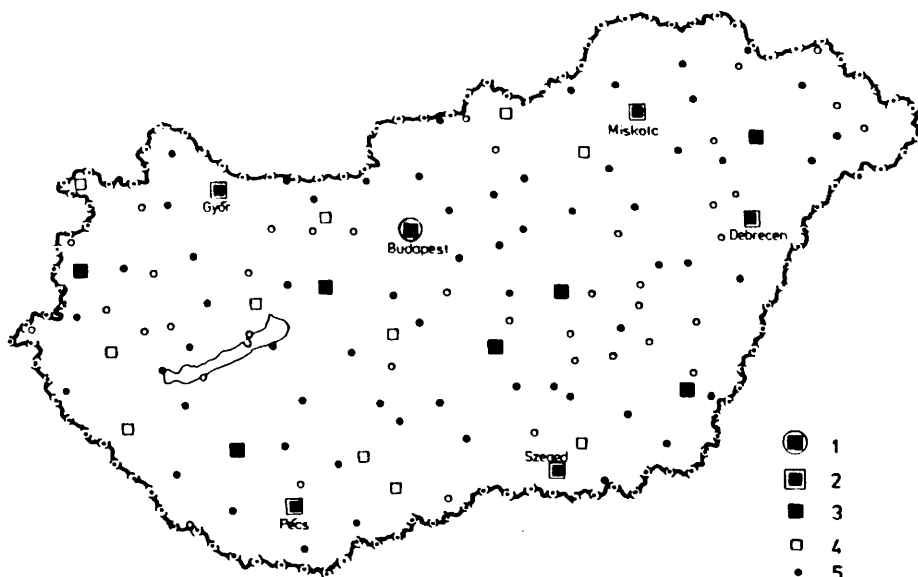 Miskolc
Győr
Budapest
Debrecen
Szeged
Pécs
1
2
3
4
5